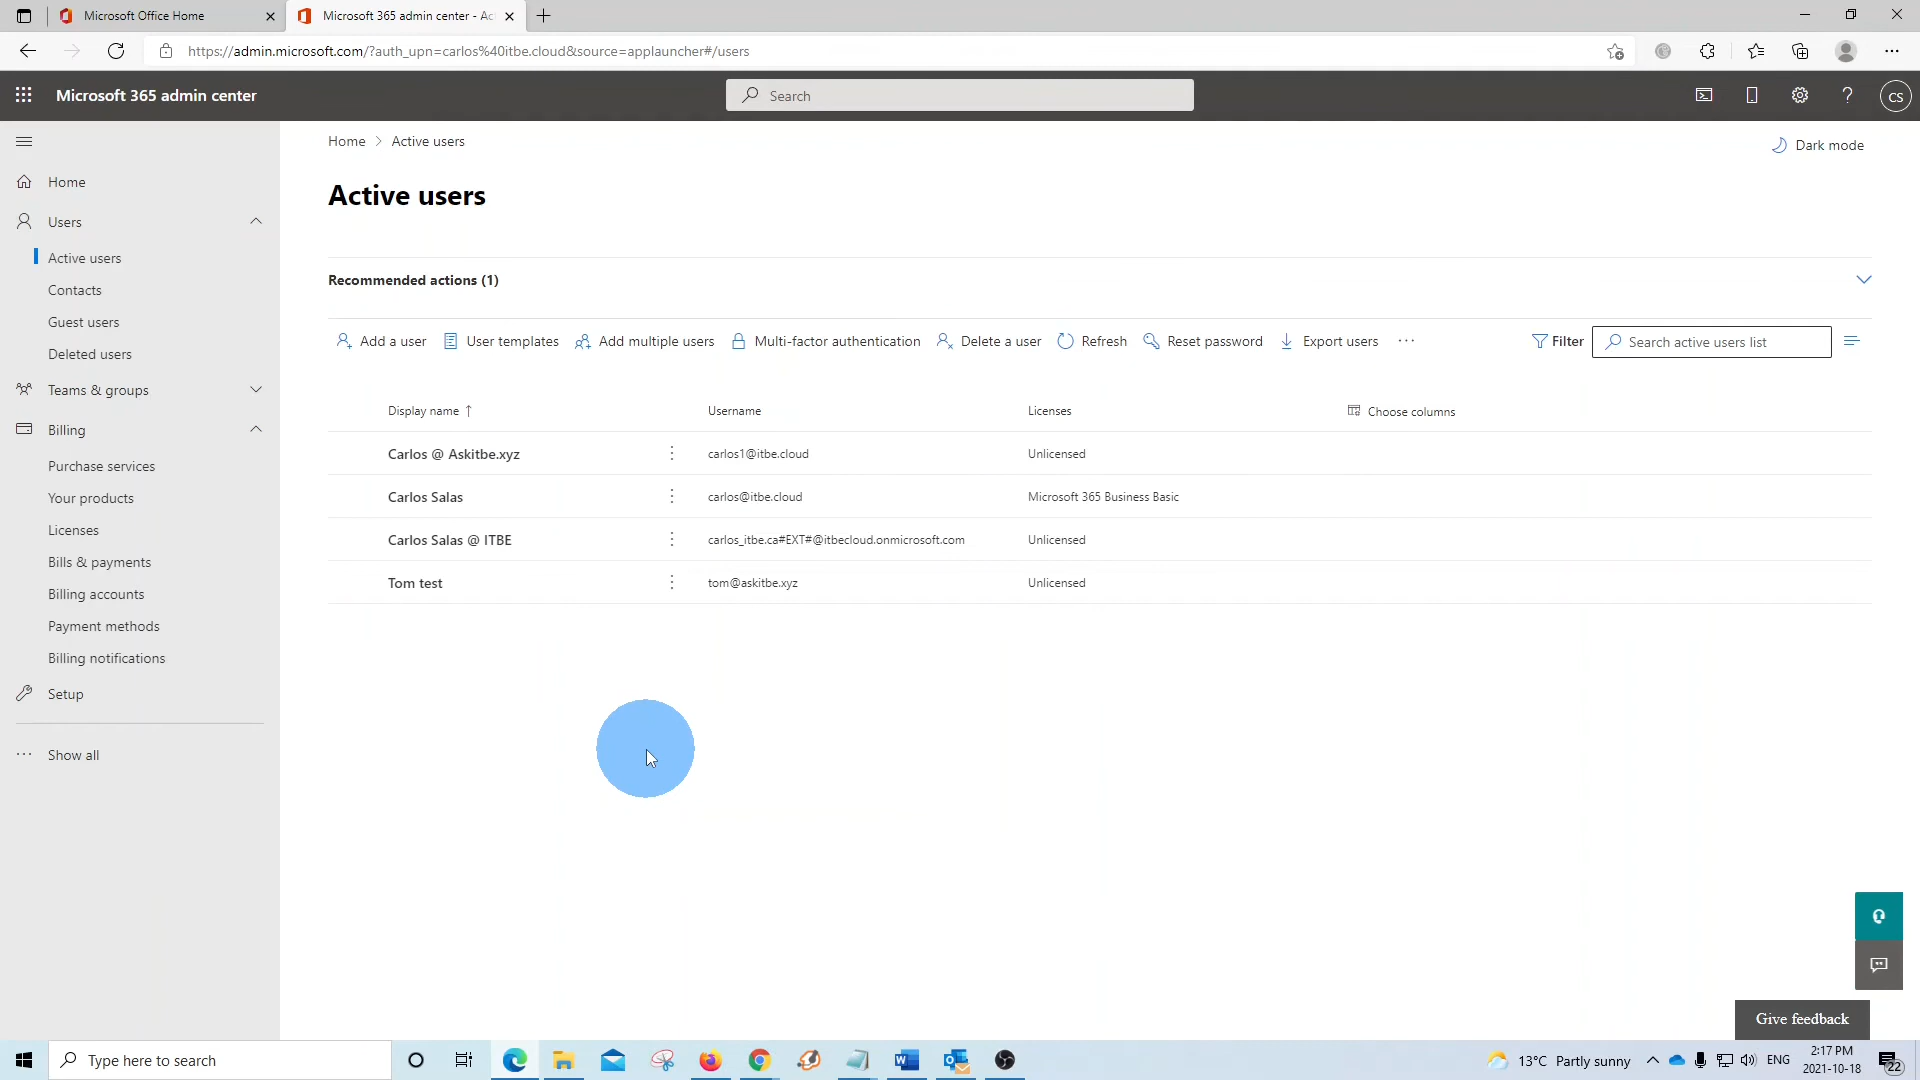 Microsoft Office Home
Microsoft 365 admin center - Ac
https://admin.microsoft.com/?auth_upn=carlos%40itbe.cloud&source=applauncher#/users
Microsoft 365 admin center
Search
CS
Home > Active users
Dark mode
Active users
Recommended actions (1)
Add a user
User templates
Add multiple users
Multi-factor authentication
Delete a user
Refresh
Reset password
Export users
Filter
Search active users list
Display name ↑ Username Licenses Choose columns
Carlos @ Askitbe.xyz carlos1@itbe.cloud Unlicensed
Carlos Salas carlos@itbe.cloud Microsoft 365 Business Basic
Carlos Salas @ ITBE carlos_itbe.ca#EXT#@itbecloud.onmicrosoft.com Unlicensed
Tom test tom@askitbe.xyz Unlicensed
Home
Users
Active users
Contacts
Guest users
Deleted users
Teams & groups
Billing
Purchase services
Your products
Licenses
Bills & payments
Billing accounts
Payment methods
Billing notifications
Setup
Show all
Give feedback
Type here to search
13°C Partly sunny
ENG
2:17 PM
2021-10-18
22